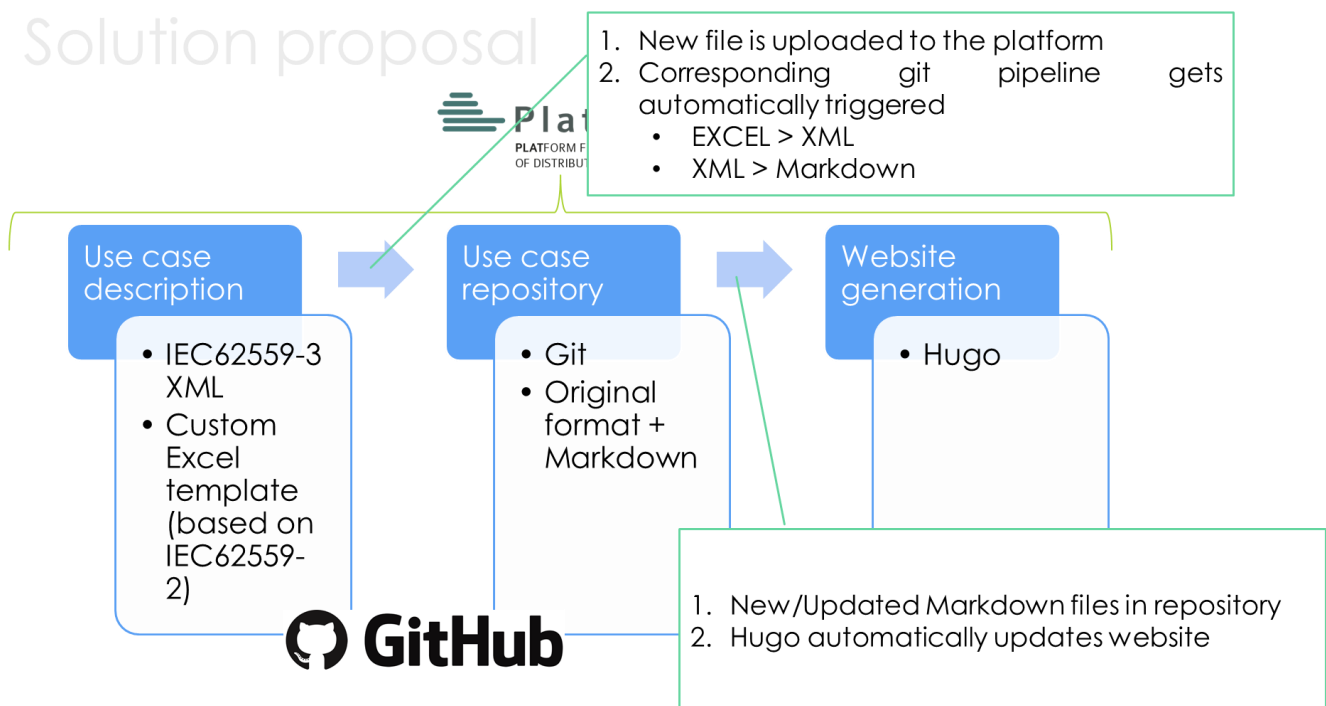 Solution proposal
1. New file is uploaded to the platform
2. Corresponding git pipeline gets
automatically triggered
• EXCEL > XML
• XML > Markdown
Plat
PLATFORM F
OF DISTRIBUT
Use case
description
Use case
repository
Website
generation
• IEC62559-3
XML
• Custom
Excel
template
(based on
IEC62559-
2)
• Git
• Original
format +
Markdown
• Hugo
GitHub
1. New/Updated Markdown files in repository
2. Hugo automatically updates website